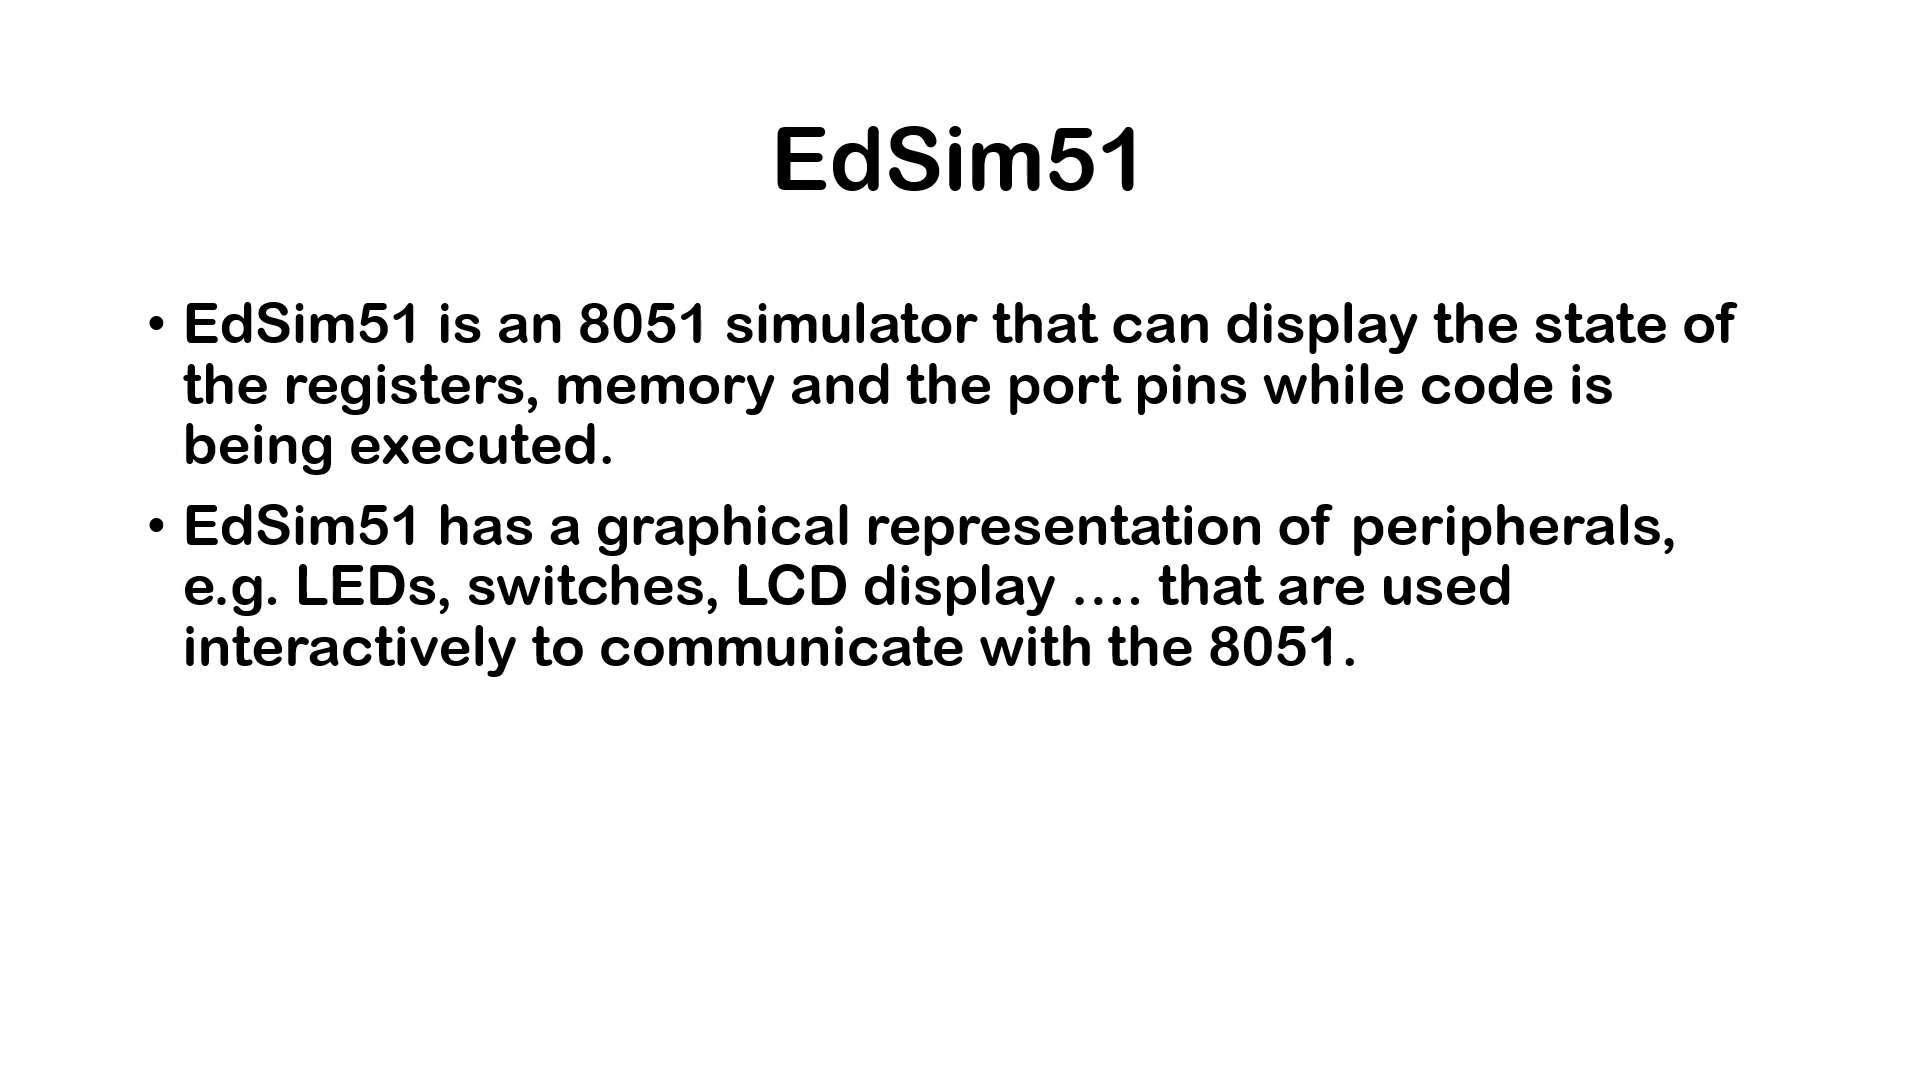 EdSim51
• EdSim51 is an 8051 simulator that can display the state of
the registers, memory and the port pins while code is
being executed.
• EdSim51 has a graphical representation of peripherals,
e.g. LEDs, switches, LCD display .... that are used
interactively to communicate with the 8051.